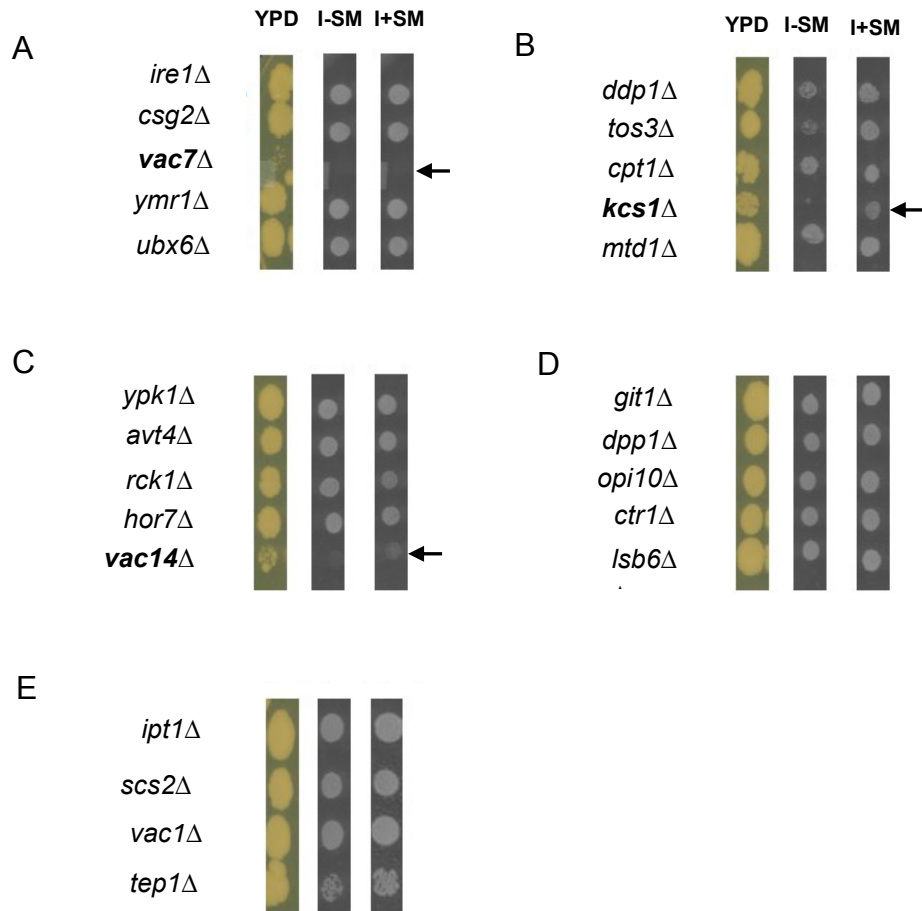 A
YPD I-SM I+SM
ire1Δ
csg2Δ
vac7Δ
ymr1Δ
ubx6Δ
B
YPD I-SM I+SM
ddp1Δ
tos3Δ
cpt1Δ
kcs1Δ
mtd1Δ
C
ypk1Δ
avt4Δ
rck1Δ
hor7Δ
vac14Δ
D
git1Δ
dpp1Δ
opi10Δ
ctr1Δ
lsb6Δ
E
ipt1Δ
scs2Δ
vac1Δ
tep1Δ